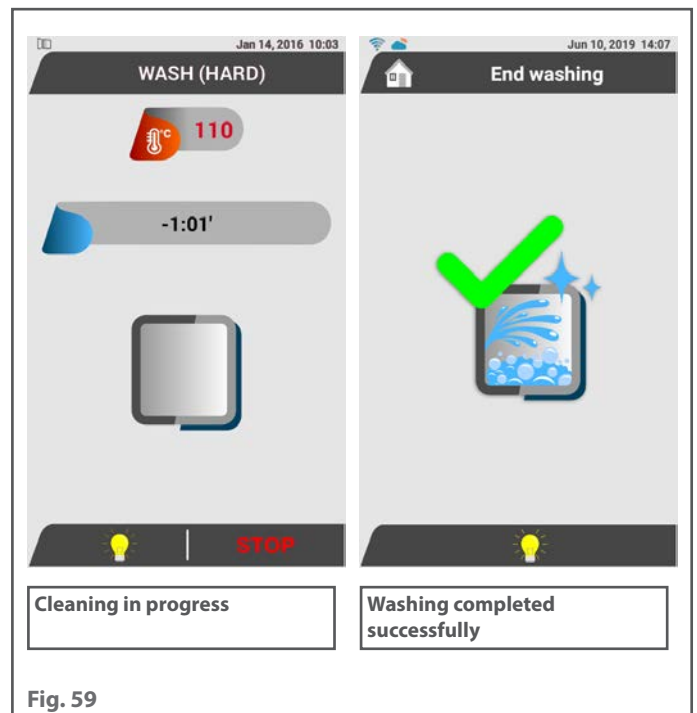 Jan 14, 2016 10:03
WASH (HARD)
°C 110
-1:01'
STOP
Cleaning in progress
Jun 10, 2019 14:07
End washing
Washing completed
successfully
Fig. 59